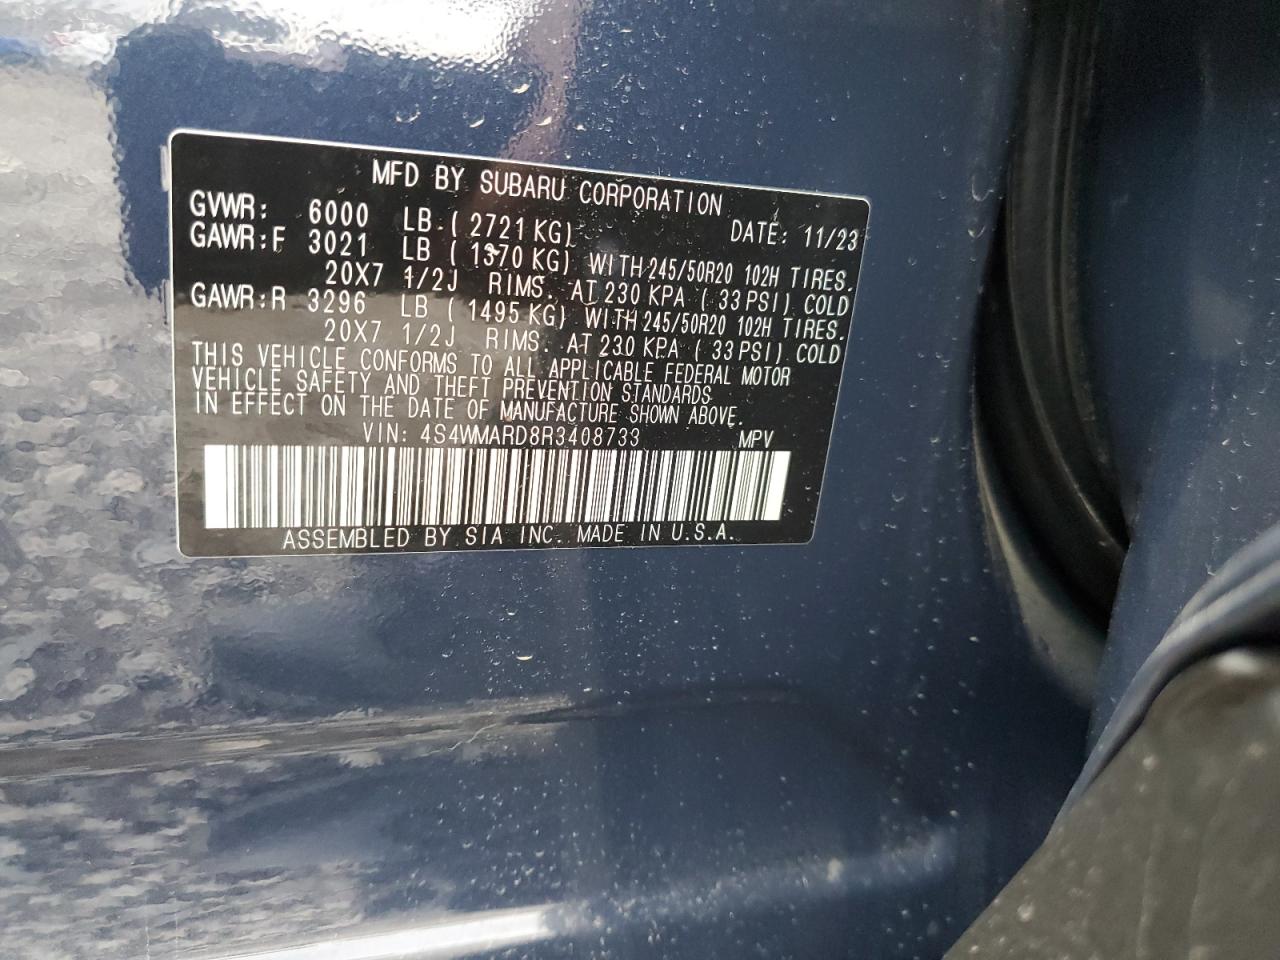 MFD BY SUBARU CORPORATION
GVWR: 6000 LB (2721 KG) DATE: 11/23
GAWR:F 3021 LB (1370 KG) WITH 245/50R20 102H TIRES.
20X7 1/2J RIMS AT 230 KPA (33 PSI) COLD
GAWR:R 3296 LB (1495 KG) WITH 245/50R20 102H TIRES.
20X7 1/2J RIMS AT 230 KPA (33 PSI) COLD
THIS VEHICLE CONFORMS TO ALL APPLICABLE FEDERAL MOTOR
VEHICLE SAFETY AND THEFT PREVENTION STANDARDS
IN EFFECT ON THE DATE OF MANUFACTURE SHOWN ABOVE.
VIN: 4S4WMARD8R3408733 MPV
ASSEMBLED BY SIA INC. MADE IN U.S.A.